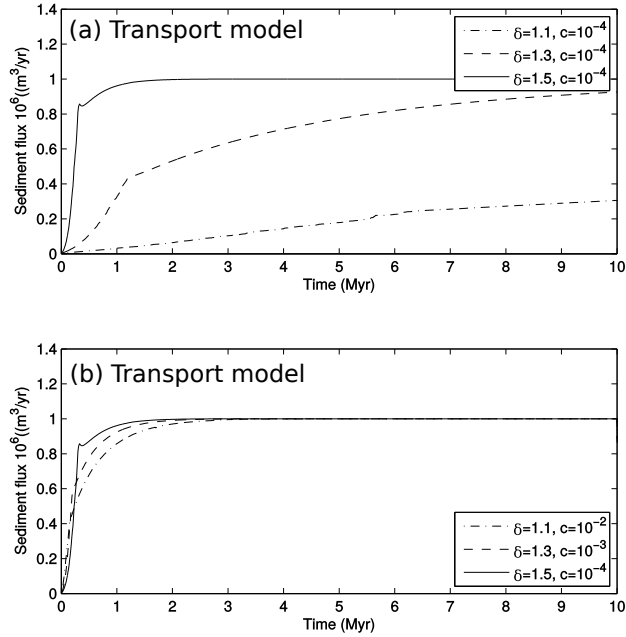 (a) Transport model
1.4
1.2
1
0.8
0.6
0.4
0.2
0
Sediment flux 10⁶((m³/yr)
δ=1.1, c=10⁻⁴
δ=1.3, c=10⁻⁴
δ=1.5, c=10⁻⁴
0 1 2 3 4 5 6 7 8 9 10
Time (Myr)
(b) Transport model
1.4
1.2
1
0.8
0.6
0.4
0.2
0
Sediment flux 10⁶((m³/yr)
δ=1.1, c=10⁻²
δ=1.3, c=10⁻³
δ=1.5, c=10⁻⁴
0 1 2 3 4 5 6 7 8 9 10
Time (Myr)